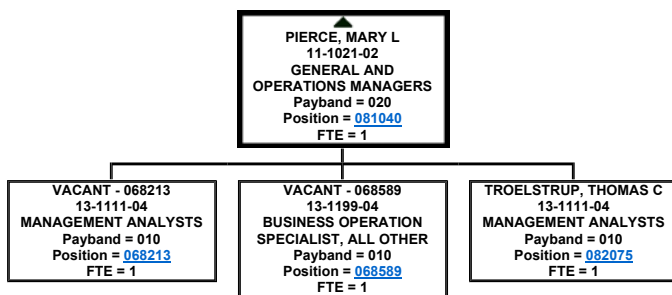 PIERCE, MARY L
11-1021-02
GENERAL AND
OPERATIONS MANAGERS
Payband = 020
Position = 081040
FTE = 1
VACANT - 068213
13-1111-04
MANAGEMENT ANALYSTS
Payband = 010
Position = 068213
FTE = 1
VACANT - 068589
13-1199-04
BUSINESS OPERATION
SPECIALIST, ALL OTHER
Payband = 010
Position = 068589
FTE = 1
TROELSTRUP, THOMAS C
13-1111-04
MANAGEMENT ANALYSTS
Payband = 010
Position = 082075
FTE = 1